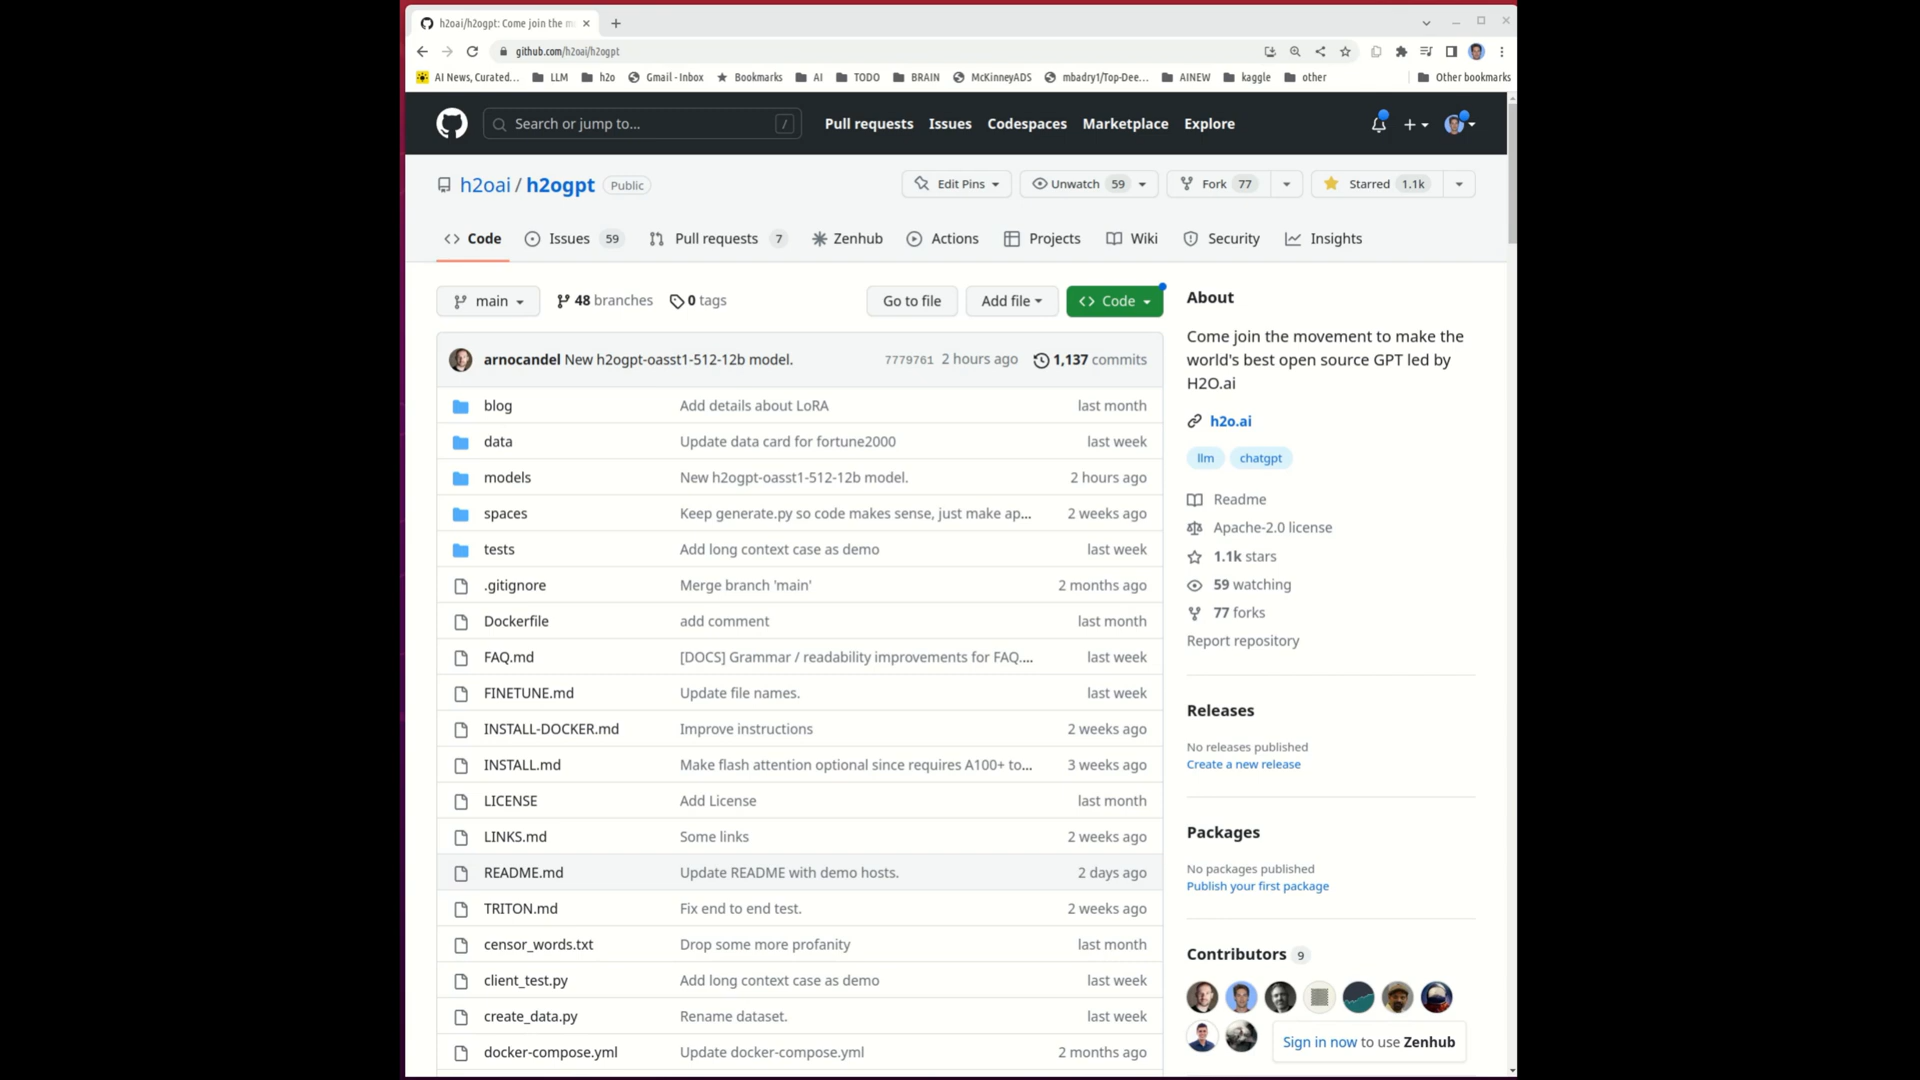 h2oai/h2ogpt: Come join the m
github.com/h2oai/h2ogpt
AI News, Curated... LLM h2o Gmail - Inbox Bookmarks AI TODO BRAIN McKinneyADS mbadry1/Top-Dee... AINEW kaggle other Other bookmarks
Search or jump to... / Pull requests Issues Codespaces Marketplace Explore
h2oai / h2ogpt Public Edit Pins Unwatch 59 Fork 77 Starred 1.1k
Code Issues 59 Pull requests 7 Zenhub Actions Projects Wiki Security Insights
main 48 branches 0 tags Go to file Add file Code
arnocandel New h2ogpt-oasst1-512-12b model. 7779761 2 hours ago 1,137 commits
blog Add details about LoRA last month
data Update data card for fortune2000 last week
models New h2ogpt-oasst1-512-12b model. 2 hours ago
spaces Keep generate.py so code makes sense, just make ap... 2 weeks ago
tests Add long context case as demo last week
.gitignore Merge branch 'main' 2 months ago
Dockerfile add comment last month
FAQ.md [DOCS] Grammar / readability improvements for FAQ.... last week
FINETUNE.md Update file names. last week
INSTALL-DOCKER.md Improve instructions 2 weeks ago
INSTALL.md Make flash attention optional since requires A100+ to... 3 weeks ago
LICENSE Add License last month
LINKS.md Some links 2 weeks ago
README.md Update README with demo hosts. 2 days ago
TRITON.md Fix end to end test. 2 weeks ago
censor_words.txt Drop some more profanity last month
client_test.py Add long context case as demo last week
create_data.py Rename dataset. last week
docker-compose.yml Update docker-compose.yml 2 months ago
About
Come join the movement to make the
world's best open source GPT led by
H2O.ai
h2o.ai
llm chatgpt
Readme
Apache-2.0 license
1.1k stars
59 watching
77 forks
Report repository
Releases
No releases published
Create a new release
Packages
No packages published
Publish your first package
Contributors 9
Sign in now to use Zenhub